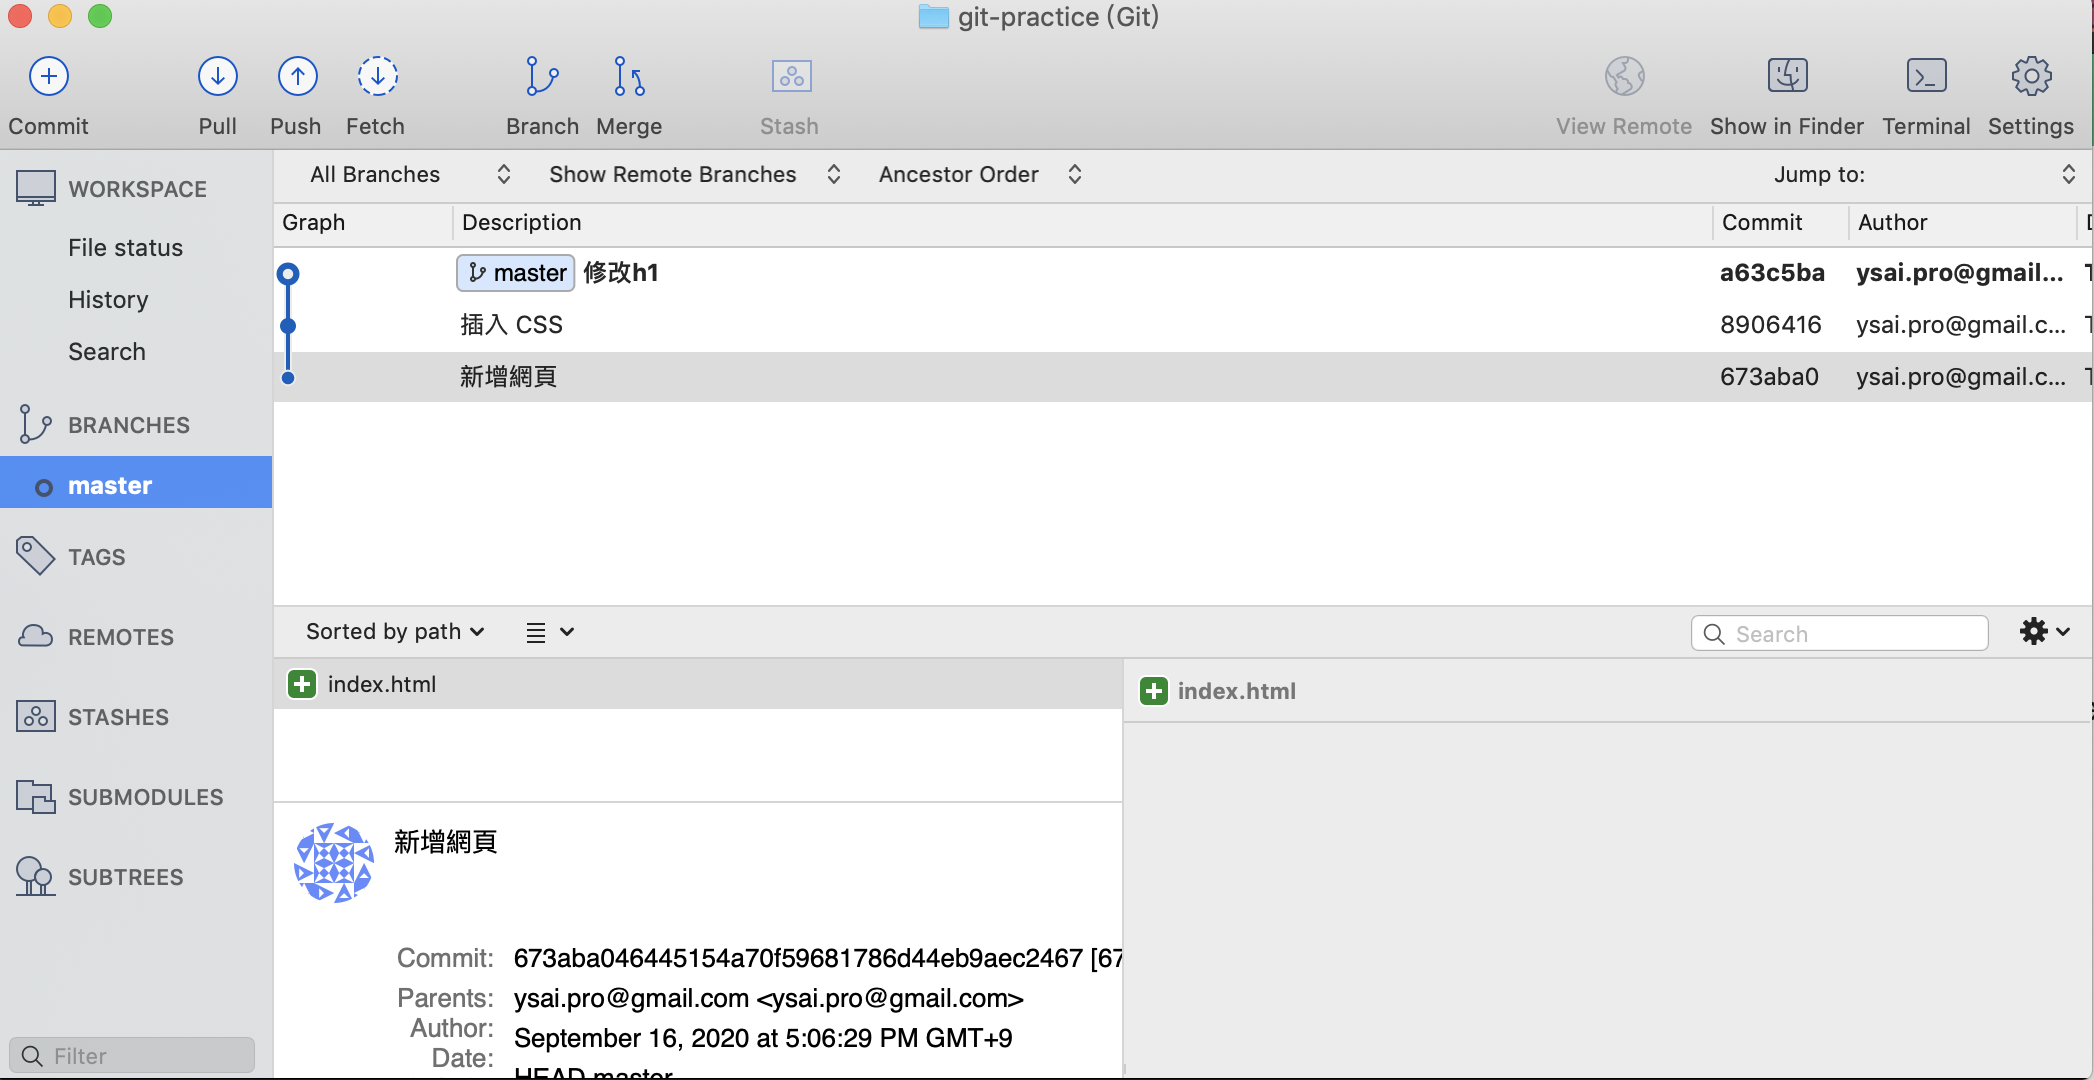 git-practice (Git)
Commit Pull Push Fetch Branch Merge Stash View Remote Show in Finder Terminal Settings
WORKSPACE
File status
History
Search
BRANCHES
master
TAGS
REMOTES
STASHES
SUBMODULES
SUBTREES
Filter
All Branches Show Remote Branches Ancestor Order Jump to:
Graph Description Commit Author
master 修改h1 a63c5ba ysai.pro@gmail...
插入 CSS 8906416 ysai.pro@gmail.c...
新增網頁 673aba0 ysai.pro@gmail.c...
Sorted by path Search
index.html
index.html
新增網頁
Commit: 673aba046445154a70f59681786d44eb9aec2467 [67
Parents: ysai.pro@gmail.com <ysai.pro@gmail.com>
Author: September 16, 2020 at 5:06:29 PM GMT+9
Date:
HEAD master